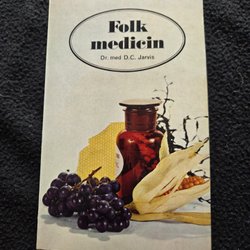 Folk
medicin
Dr. med D.C. Jarvis